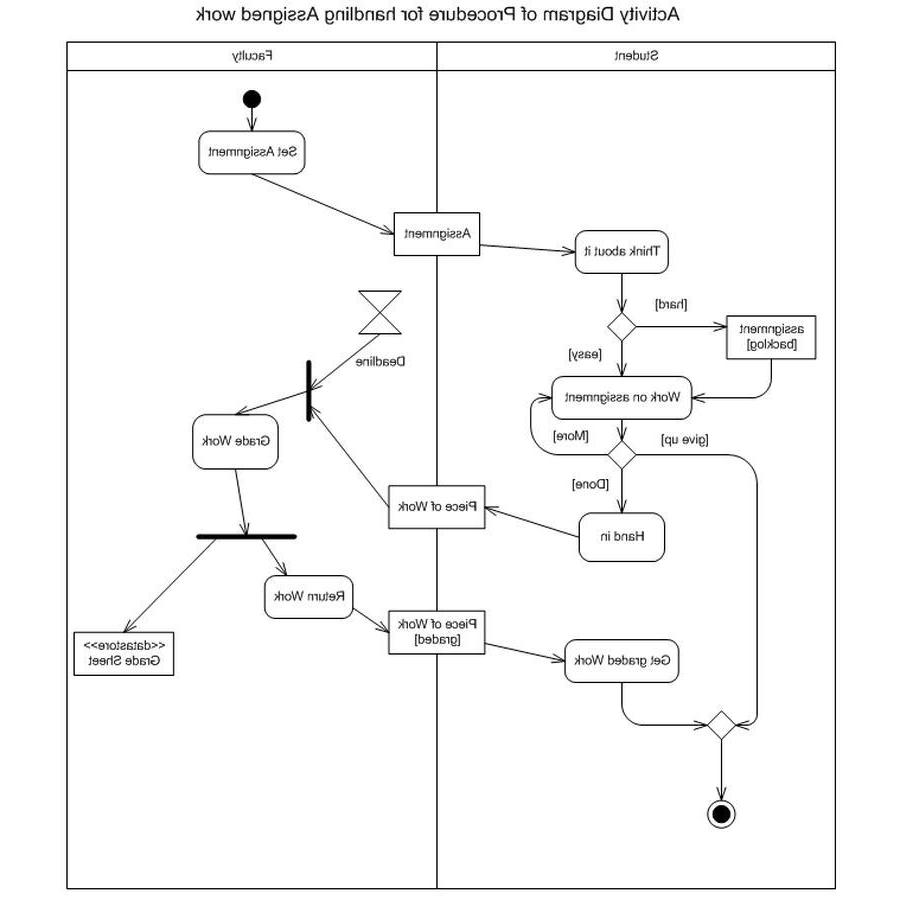 Activity Diagram of Procedure for handling Assigned work
Student
Faculty
Set Assignment
Assignment
Think about it
[hard]
assignment
[backlog]
[easy]
Deadline
Work on assignment
[More]
[give up]
Grade Work
[Done]
Piece of Work
Hand in
Return Work
Piece of Work
[graded]
<<datastore>>
Grade Sheet
Get graded Work